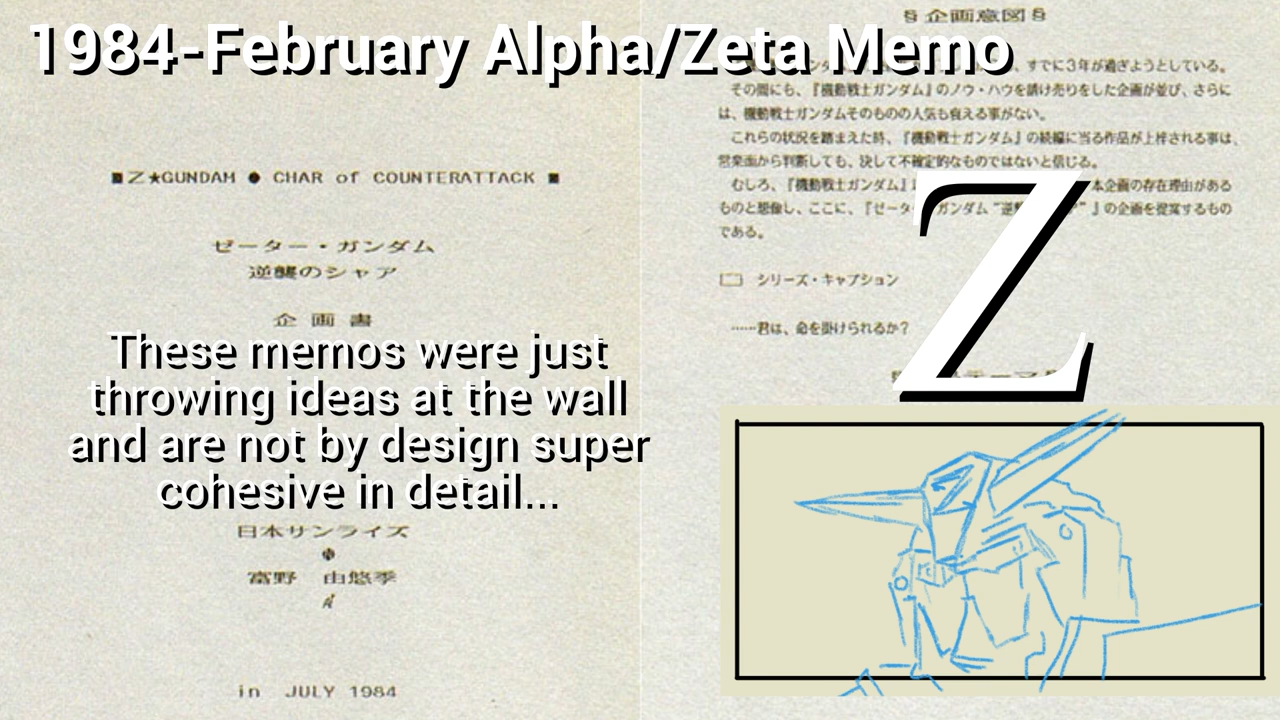 1984-February Alpha/Zeta Memo
■Z★GUNDAM ● CHAR of COUNTERATTACK ■
ゼーター・ガンダム
逆襲のシャア
企 画 書
These memos were just
throwing ideas at the wall
and are not by design super
cohesive in detail...
日本サンライズ
富野 由悠季
in JULY 1984
§企画意図§
すでに3年が過ぎようとしている。
その間にも、『機動戦士ガンダム』のノウ・ハウを請け売りをした企画が並び、さらに
は、機動戦士ガンダムそのものの人気も衰える事がない。
これらの状況を踏まえた時、『機動戦士ガンダム』の続編に当る作品が上梓される事は、
営業面から判断しても、決して不確定的なものではないと信じる。
むしろ、『機動戦士ガンダム』 本企画の存在理由がある
ものと想像し、ここに、『ゼータ ガンダム “逆 』の企画を提案するもの
である。
シリーズ・キャプション
……君は、命を掛けられるか?
Z
Z